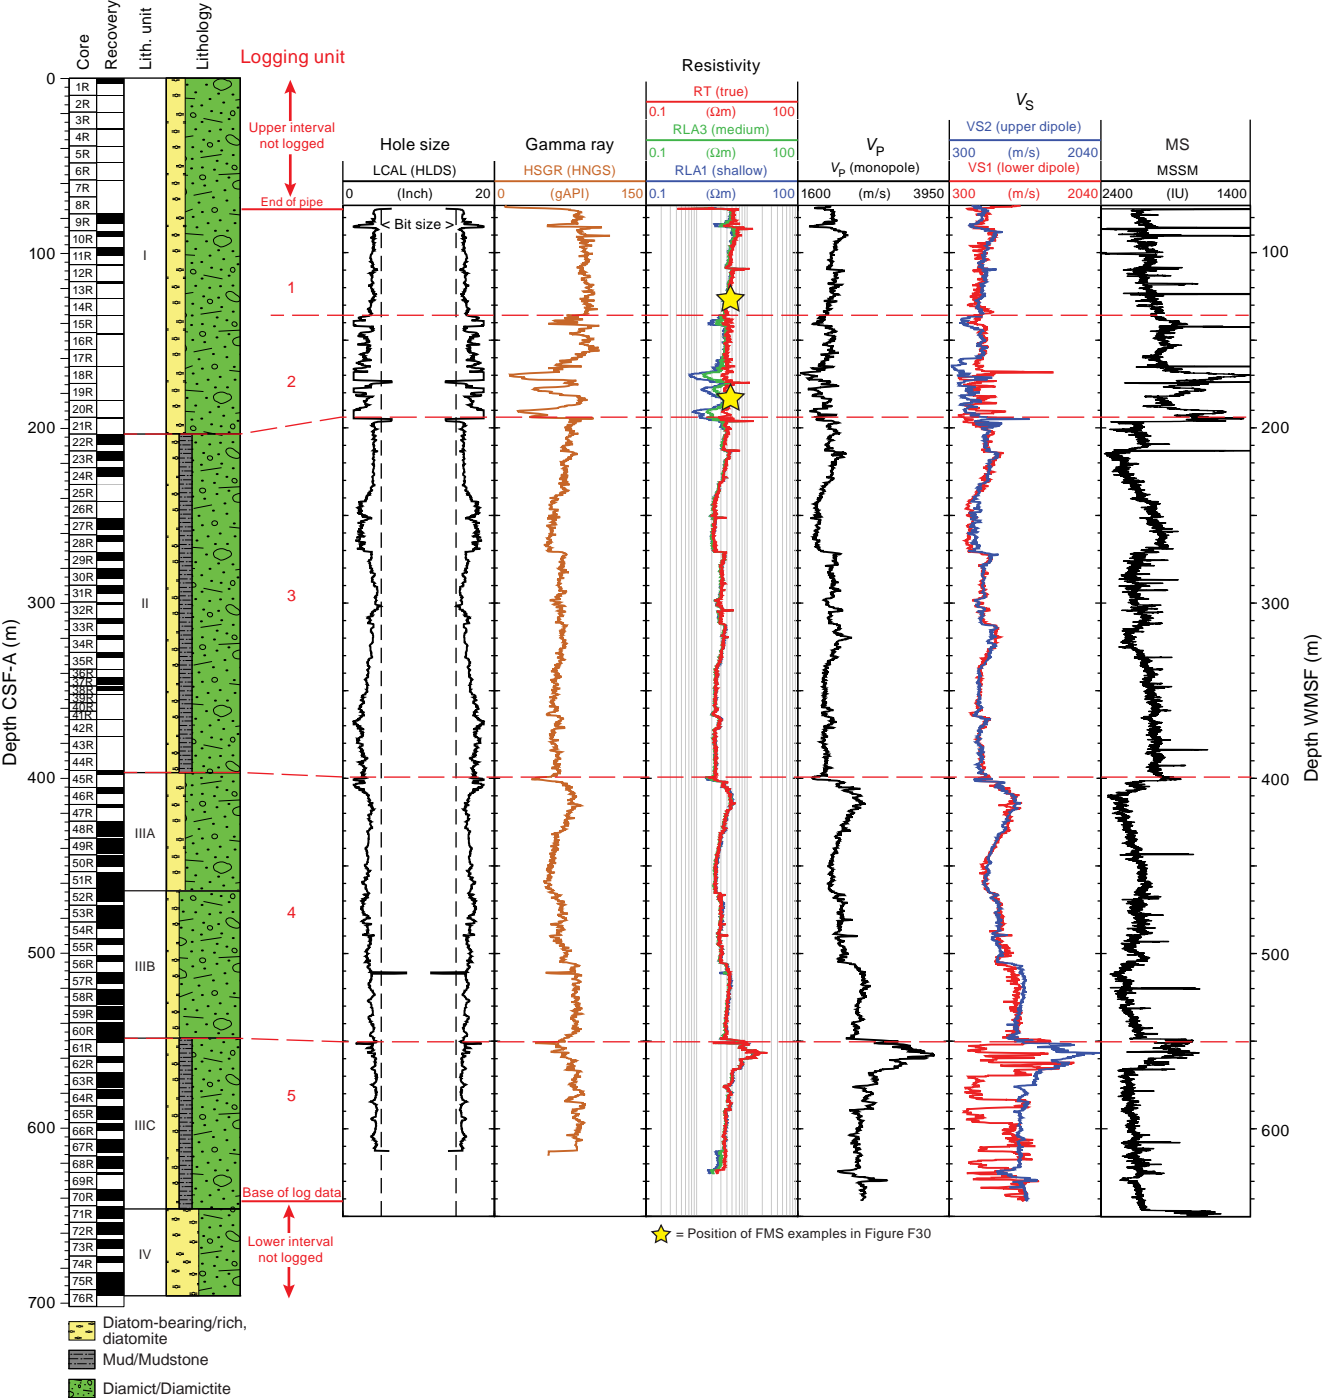 Core
Recovery
Lith. unit
Lithology
Logging unit
Upper interval
not logged
End of pipe
1
2
3
4
5
Base of log data
Lower interval
not logged
Depth CSF-A (m)
0
100
200
300
400
500
600
700
1R
2R
3R
4R
5R
6R
7R
8R
9R
10R
11R
12R
13R
14R
15R
16R
17R
18R
19R
20R
21R
22R
23R
24R
25R
26R
27R
28R
29R
30R
31R
32R
33R
34R
35R
36R
37R
38R
39R
40R
41R
42R
43R
44R
45R
46R
47R
48R
49R
50R
51R
52R
53R
54R
55R
56R
57R
58R
59R
60R
61R
62R
63R
64R
65R
66R
67R
68R
69R
70R
71R
72R
73R
74R
75R
76R
I
II
IIIA
IIIB
IIIC
IV
Hole size
LCAL (HLDS)
0 (Inch) 20
< Bit size >
Gamma ray
HSGR (HNGS)
0 (gAPI) 150
Resistivity
RT (true)
0.1 (Ωm) 100
RLA3 (medium)
0.1 (Ωm) 100
RLA1 (shallow)
0.1 (Ωm) 100
VP
VP (monopole)
1600 (m/s) 3950
VS
VS2 (upper dipole)
300 (m/s) 2040
VS1 (lower dipole)
300 (m/s) 2040
MS
MSSM
2400 (IU) 1400
100
200
300
400
500
600
Depth WMSF (m)
= Position of FMS examples in Figure F30
Diatom-bearing/rich,
diatomite
Mud/Mudstone
Diamict/Diamictite